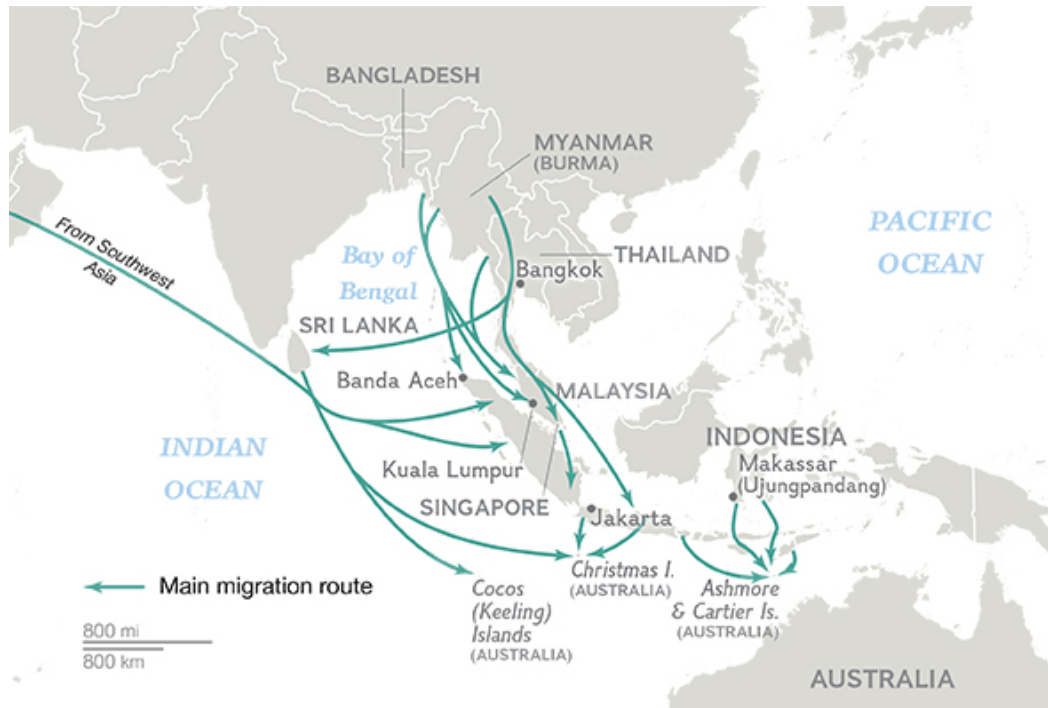 BANGLADESH
MYANMAR
(BURMA)
PACIFIC
OCEAN
From Southwest
Asia
Bay of
Bengal
THAILAND
Bangkok
SRI LANKA
Banda Aceh
MALAYSIA
INDIAN
OCEAN
Kuala Lumpur
SINGAPORE
INDONESIA
Makassar
(Ujungpandang)
Jakarta
Main migration route
Cocos
(Keeling)
Islands
(AUSTRALIA)
Christmas I.
(AUSTRALIA)
Ashmore
& Cartier Is.
(AUSTRALIA)
800 mi
800 km
AUSTRALIA